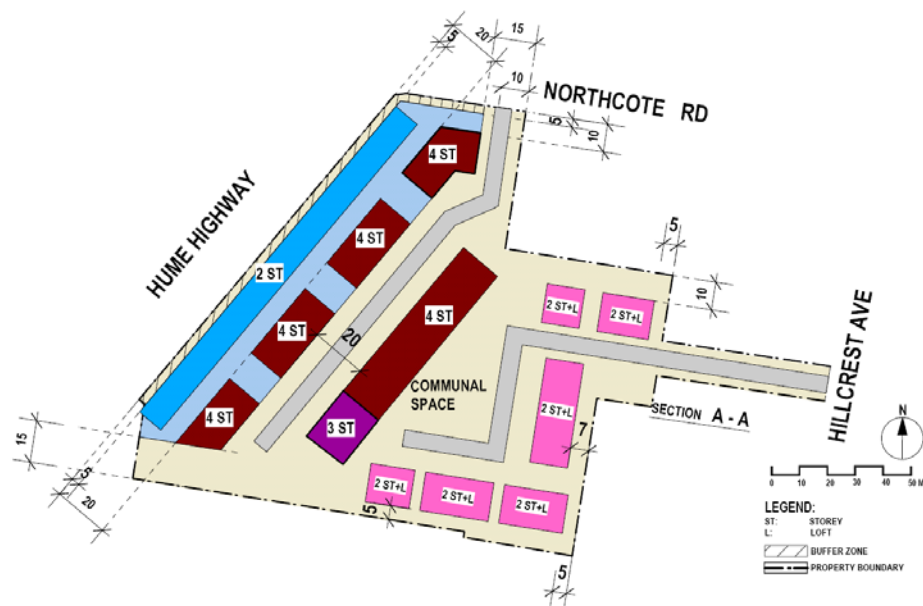 15
5
20
10
NORTHCOTE RD
5
10
4 ST
HUME HIGHWAY
4 ST
5
2 ST
10
2 ST+L
2 ST+L
4 ST
4 ST
20
HILLCREST AVE
COMMUNAL
SPACE
N
4 ST
3 ST
2 ST+L
SECTION A - A
7
15
5
20
2 ST+L
2 ST+L
2 ST+L
5
5
0 10 20 30 40 50 M
LEGEND:
ST: STOREY
L: LOFT
BUFFER ZONE
PROPERTY BOUNDARY